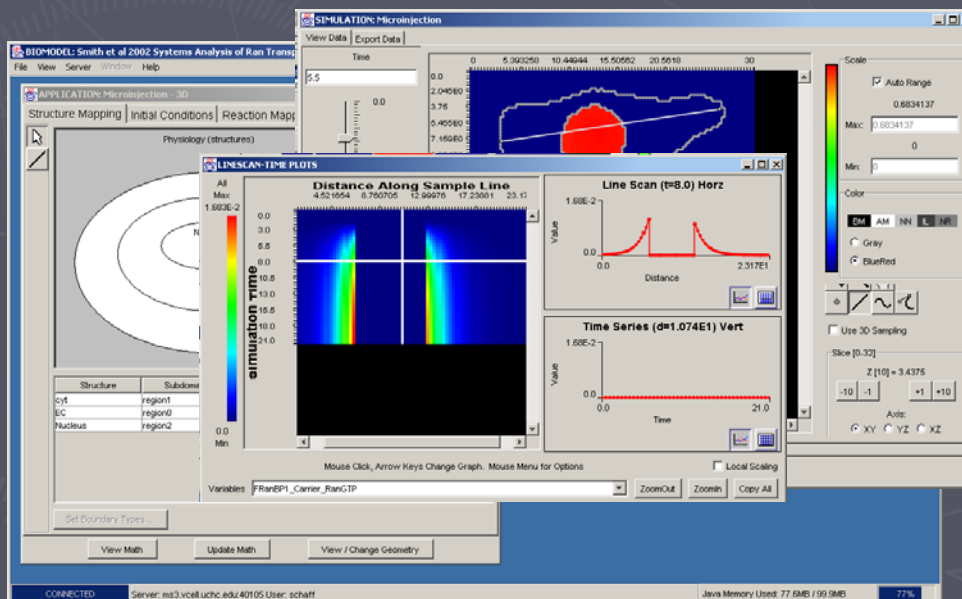 SIMULATION: Microinjection
View Data Export Data
Time
5.5
0.0
0 5.393258 10.44944 15.50562 20.5618 30
0.0
2.045E0
3.76
5.405E0
7.160E0
Scale
Auto Range
0.6834137
Max: 0.6834137
0
Min: 0
Color
BM AM NN IL NR
Gray
BlueRed
Use 3D Sampling
Slice [0-32]
Z [10] = 3.4375
-10 -1 +1 +10
Axis:
XY YZ XZ
BIOMODEL: Smith et al 2002 Systems Analysis of Ran Transp
File View Server Window Help
APPLICATION: Microinjection - 3D
Structure Mapping Initial Conditions Reaction Mapp
Physiology (structures)
Structure Subdoma
cyt region1
EC region0
Nucleus region2
Set Boundary Types...
View Math Update Math View / Change Geometry
LINESCAN-TIME PLOTS
All
Max
1.683E-2
0.0
Min
Distance Along Sample Line
4.521654 8.760705 12.99976 17.23881 23.17
Simulation Time
0.0
3.0
5.5
8.0
10.5
13.0
15.5
18.0
21.0
Line Scan (t=8.0) Horz
1.68E-2
Value
0.0
0.0 2.317E1
Distance
Time Series (d=1.074E1) Vert
1.68E-2
Value
0.0
0.0 21.0
Time
Mouse Click, Arrow Keys Change Graph. Mouse Menu for Options
Local Scaling
Variables FRanBP1_Carrier_RanGTP ZoomOut ZoomIn Copy All
CONNECTED Server: ms3.vcell.uchc.edu:40105 User: schaff Java Memory Used: 77.6MB / 99.9MB 77%